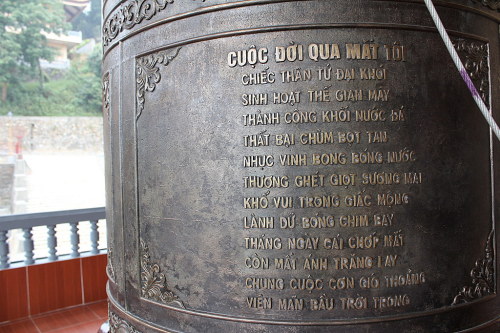 CUỘC ĐỜI QUA MẮT TÔI
CHIẾC THÂN TỨ ĐẠI KHÓI
SINH HOẠT THẾ GIAN MÂY
THÀNH CÔNG KHỐI NƯỚC ĐÁ
THẤT BẠI CHÙM BỌT TAN
NHỤC VINH BONG BÓNG NƯỚC
THƯƠNG GHÉT GIỌT SƯƠNG MAI
KHỔ VUI TRONG GIẤC MỘNG
LÀNH DỮ BÓNG CHIM BAY
THÁNG NGÀY CÁI CHỚP MẮT
CÒN MẤT ÁNH TRĂNG LAY
CHUNG CUỘC CƠN GIÓ THOẢNG
VIÊN MÃN BẦU TRỜI TRONG